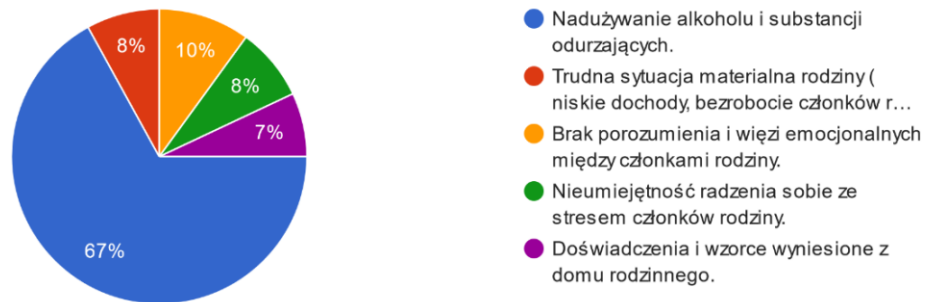 8%
10%
8%
7%
67%
Nadużywanie alkoholu i substancji
odurzających.
Trudna sytuacja materialna rodziny (
niskie dochody, bezrobocie członków r…
Brak porozumienia i więzi emocjonalnych
między członkami rodziny.
Nieumiejętność radzenia sobie ze
stresem członków rodziny.
Doświadczenia i wzorce wyniesione z
domu rodzinnego.